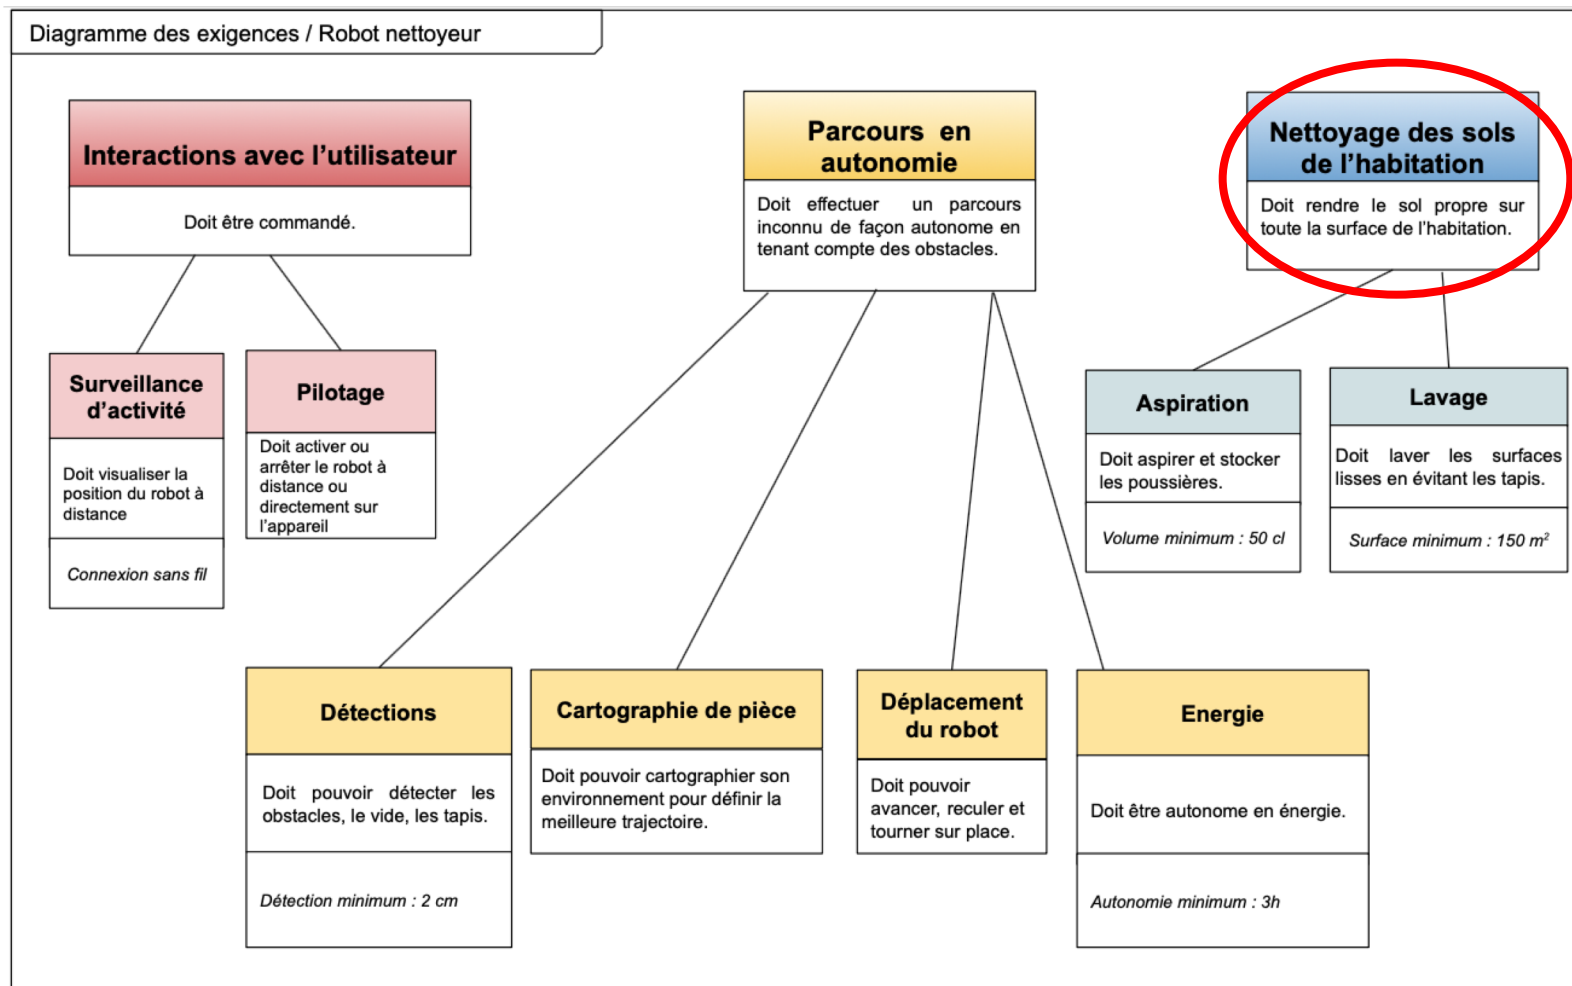 Diagramme des exigences / Robot nettoyeur
Interactions avec l’utilisateur
Doit être commandé.
Parcours en
autonomie
Doit effectuer un parcours
inconnu de façon autonome en
tenant compte des obstacles.
Nettoyage des sols
de l’habitation
Doit rendre le sol propre sur
toute la surface de l’habitation.
Surveillance
d’activité
Doit visualiser la
position du robot à
distance
Connexion sans fil
Pilotage
Doit activer ou
arrêter le robot à
distance ou
directement sur
l’appareil
Aspiration
Doit aspirer et stocker
les poussières.
Volume minimum : 50 cl
Lavage
Doit laver les surfaces
lisses en évitant les tapis.
Surface minimum : 150 m²
Détections
Doit pouvoir détecter les
obstacles, le vide, les tapis.
Détection minimum : 2 cm
Cartographie de pièce
Doit pouvoir cartographier son
environnement pour définir la
meilleure trajectoire.
Déplacement
du robot
Doit pouvoir
avancer, reculer et
tourner sur place.
Energie
Doit être autonome en énergie.
Autonomie minimum : 3h